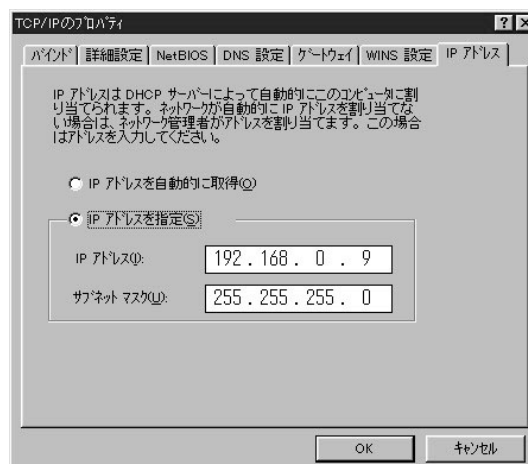 TCP/IPのプロパティ
バインド 詳細設定 NetBIOS DNS 設定 ゲートウェイ WINS 設定 IP アドレス
IP アドレスは DHCP サーバーによって自動的にこのコンピュータに割
り当てられます。ネットワークが自動的に IP アドレスを割り当てな
い場合は、ネットワーク管理者がアドレスを割り当てます。この場合
はアドレスを入力してください。
IP アドレスを自動的に取得(O)
IP アドレスを指定(S)
IP アドレス(I): 192.168.0.9
サブネット マスク(U): 255.255.255.0
OK キャンセル